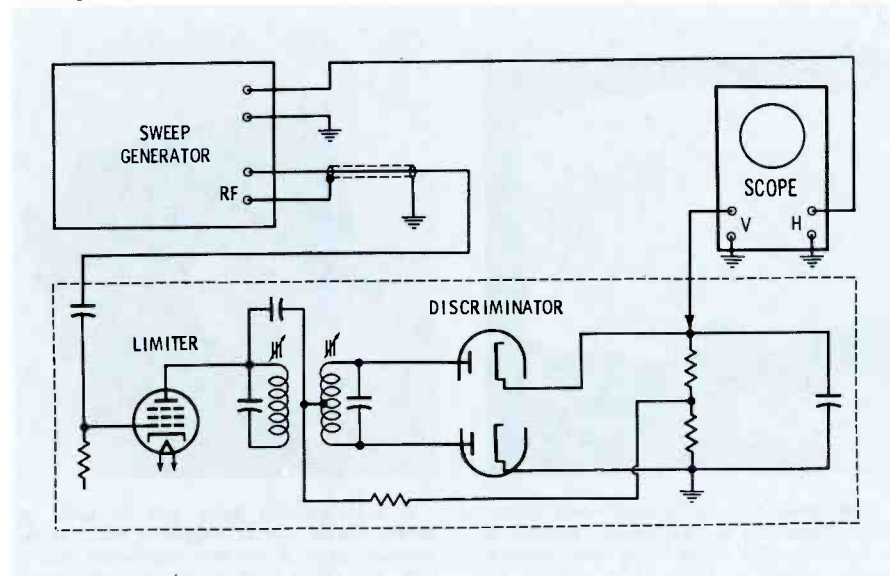 SWEEP
GENERATOR
RF
SCOPE
V
H
DISCRIMINATOR
LIMITER